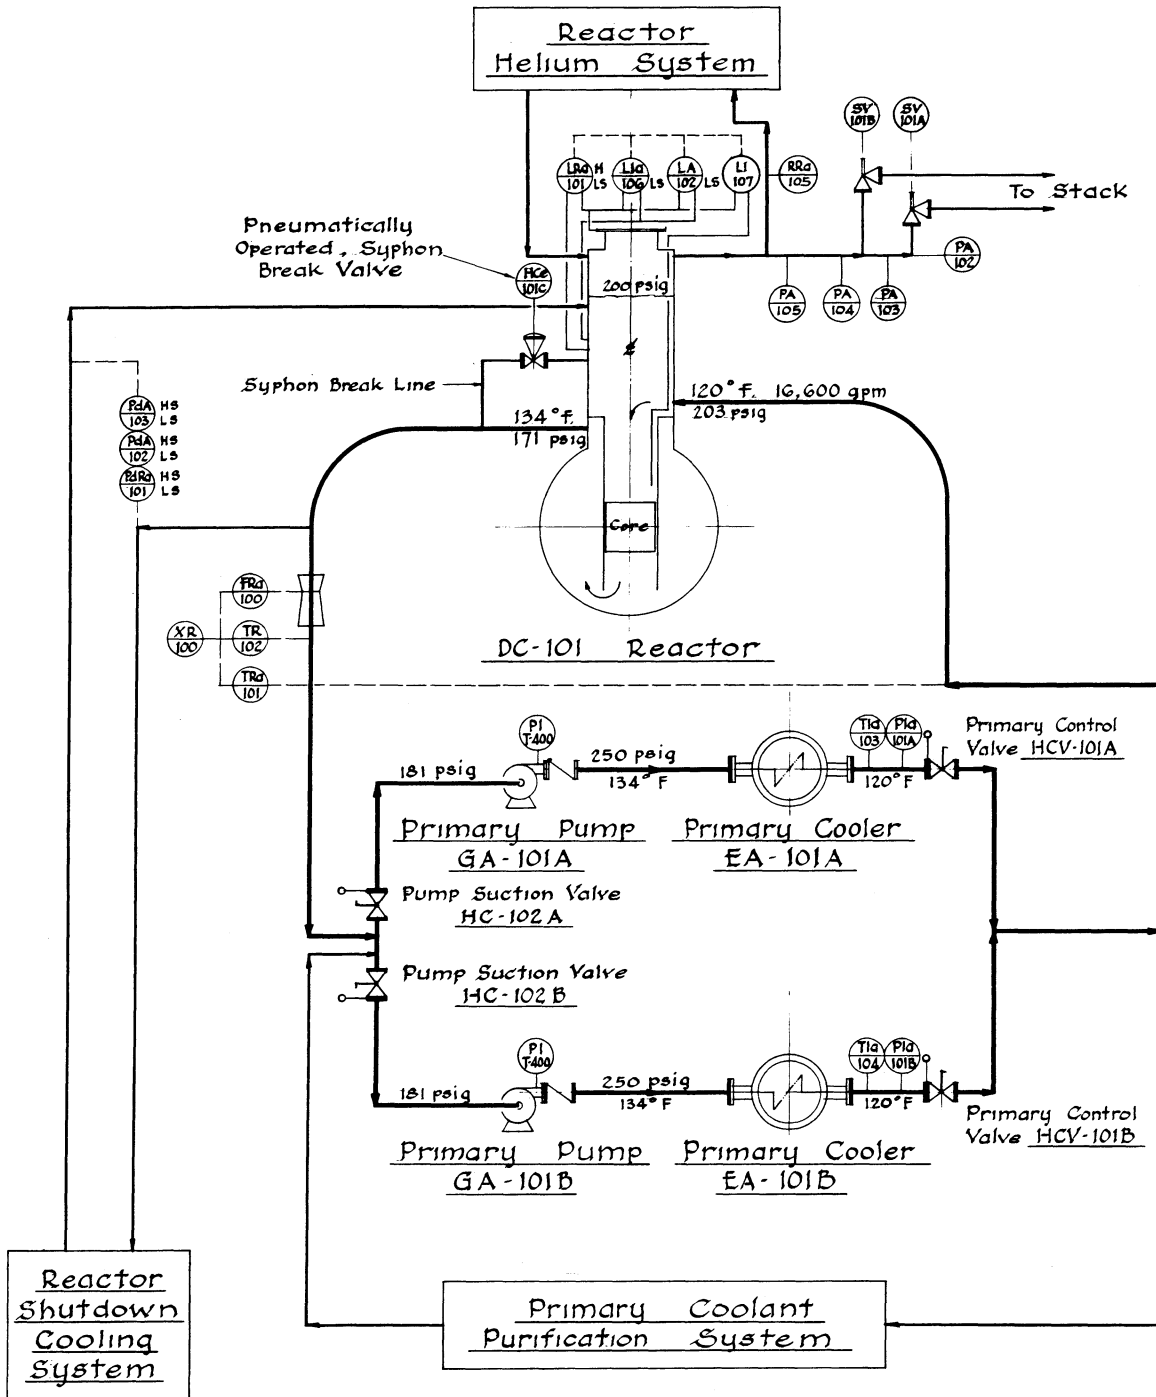 Reactor
Helium System
SV
101B
SV
101A
LRa H
101 LS
LIa
106 LS
LA
102 LS
LI
107
RRa
105
To Stack
Pneumatically
Operated, Syphon
Break Valve
HCe
101C
200 psig
PA
102
PA
105
PA
104
PA
103
Syphon Break Line
120° F. 16,600 gpm
203 psig
134° F.
171 psig
PdA HS
103 LS
PdA HS
102 LS
PdRa HS
101 LS
Core
FRa
100
XR
100
TR
102
TRa
101
DC-101 Reactor
PI
T-400
TIa
103
PIa
101A
Primary Control
Valve HCV-101A
181 psig
250 psig
134° F
120° F
Primary Pump
GA-101A
Primary Cooler
EA-101A
Pump Suction Valve
HC-102A
Pump Suction Valve
HC-102B
PI
T-400
TIa
104
PIa
101B
181 psig
250 psig
134° F
120° F
Primary Control
Valve HCV-101B
Primary Pump
GA-101B
Primary Cooler
EA-101B
Reactor
Shutdown
Cooling
System
Primary Coolant
Purification System